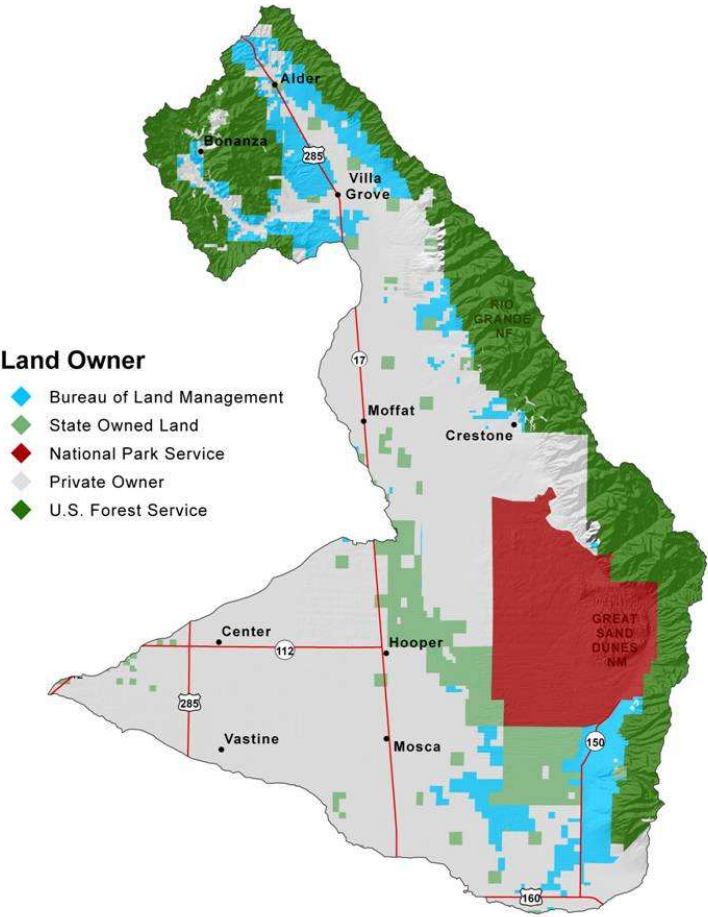 Alder
Bonanza
285
Villa
Grove
RIO
GRANDE
NF
17
Land Owner
Bureau of Land Management
State Owned Land
National Park Service
Private Owner
U.S. Forest Service
Moffat
Crestone
GREAT
SAND
DUNES
NM
Center
112
Hooper
285
Vastine
Mosca
150
160